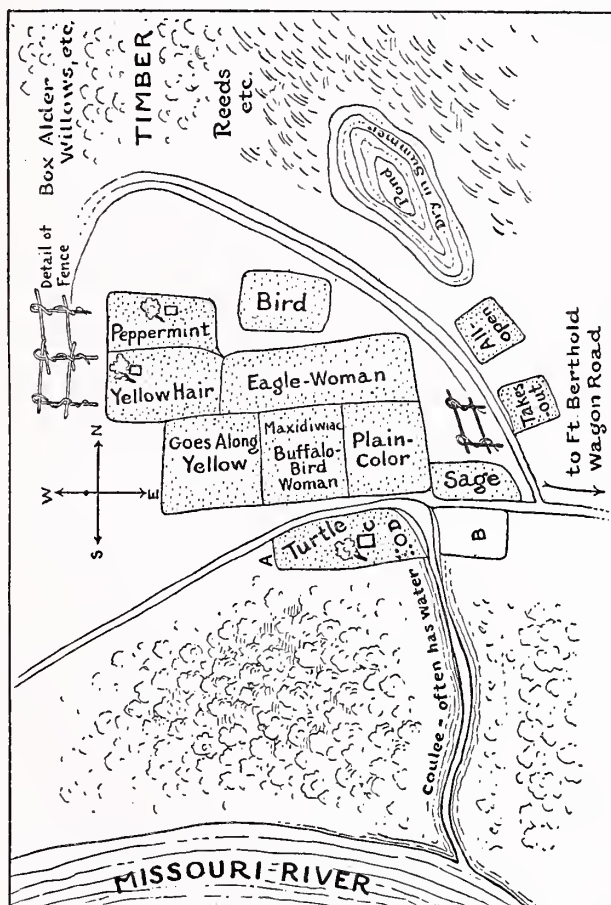 Box Alder
Willows, etc.
TIMBER
Reeds
etc.
Detail of
Fence
Pond
Dry in Summer
Peppermint
Bird
Yellow Hair
Eagle-Woman
All-
open
Takes
out
to Ft Berthold
Wagon Road
W
N
S
E
Goes Along
Yellow
Maxidiwiac
Buffalo-
Bird
Woman
Plain-
Color
Sage
A
Turtle
C
D
B
Coulee - often has water
MISSOURI-RIVER